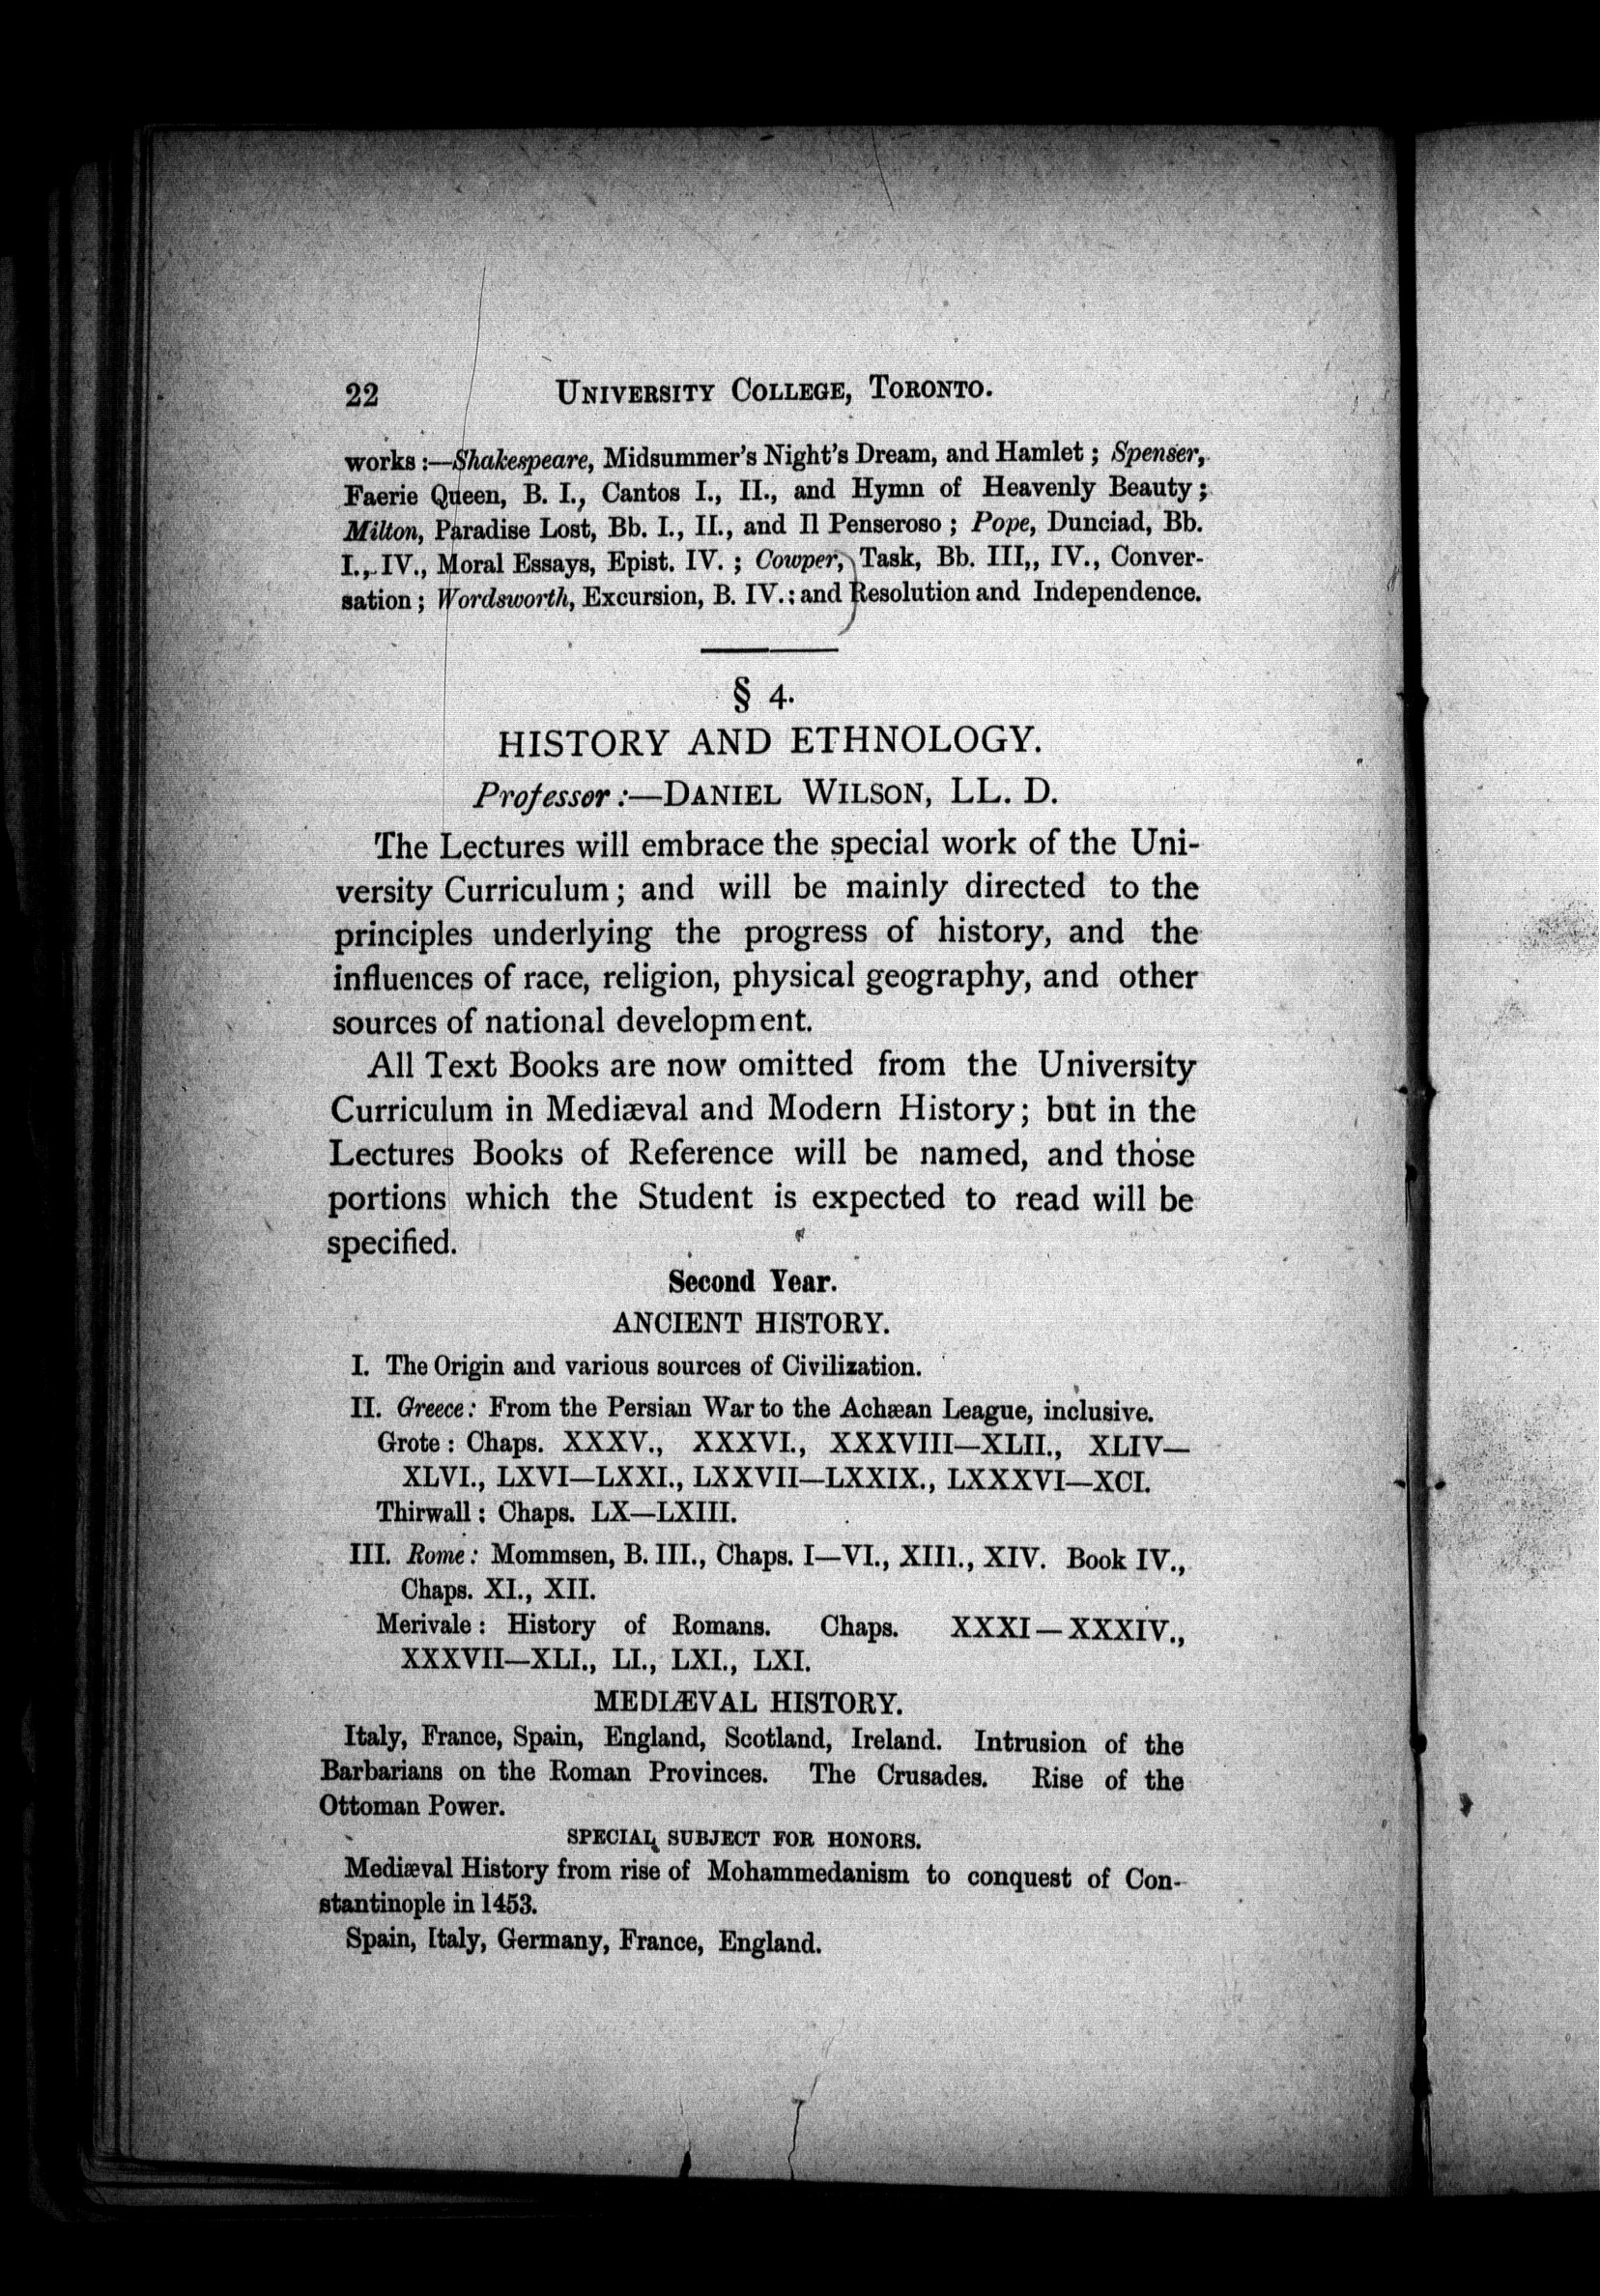 22 UNIVERSITY COLLEGE, TORONTO.
works :—Shakespeare, Midsummer's Night's Dream, and Hamlet ; Spenser,
Faerie Queen, B. I., Cantos I., II., and Hymn of Heavenly Beauty ;
Milton, Paradise Lost, Bb. I., II., and Il Penseroso ; Pope, Dunciad, Bb.
I., IV., Moral Essays, Epist. IV. ; Cowper, Task, Bb. III,, IV., Conver-
sation ; Wordsworth, Excursion, B. IV.: and Resolution and Independence.
§ 4.
HISTORY AND ETHNOLOGY.
Professor :—DANIEL WILSON, LL. D.
The Lectures will embrace the special work of the Uni-
versity Curriculum ; and will be mainly directed to the
principles underlying the progress of history, and the
influences of race, religion, physical geography, and other
sources of national development.
All Text Books are now omitted from the University
Curriculum in Mediæval and Modern History ; but in the
Lectures Books of Reference will be named, and those
portions which the Student is expected to read will be
specified.
Second Year.
ANCIENT HISTORY.
I. The Origin and various sources of Civilization.
II. Greece : From the Persian War to the Achæan League, inclusive.
Grote : Chaps. XXXV., XXXVI., XXXVIII—XLII., XLIV—
XLVI., LXVI—LXXI., LXXVII—LXXIX., LXXXVI—XCI.
Thirwall : Chaps. LX—LXIII.
III. Rome : Mommsen, B. III., Chaps. I—VI., XIII., XIV. Book IV.,
Chaps. XI., XII.
Merivale : History of Romans. Chaps. XXXI—XXXIV.,
XXXVII—XLI., LI., LXI., LXI.
MEDIÆVAL HISTORY.
Italy, France, Spain, England, Scotland, Ireland. Intrusion of the
Barbarians on the Roman Provinces. The Crusades. Rise of the
Ottoman Power.
SPECIAL SUBJECT FOR HONORS.
Mediæval History from rise of Mohammedanism to conquest of Con-
stantinople in 1453.
Spain, Italy, Germany, France, England.